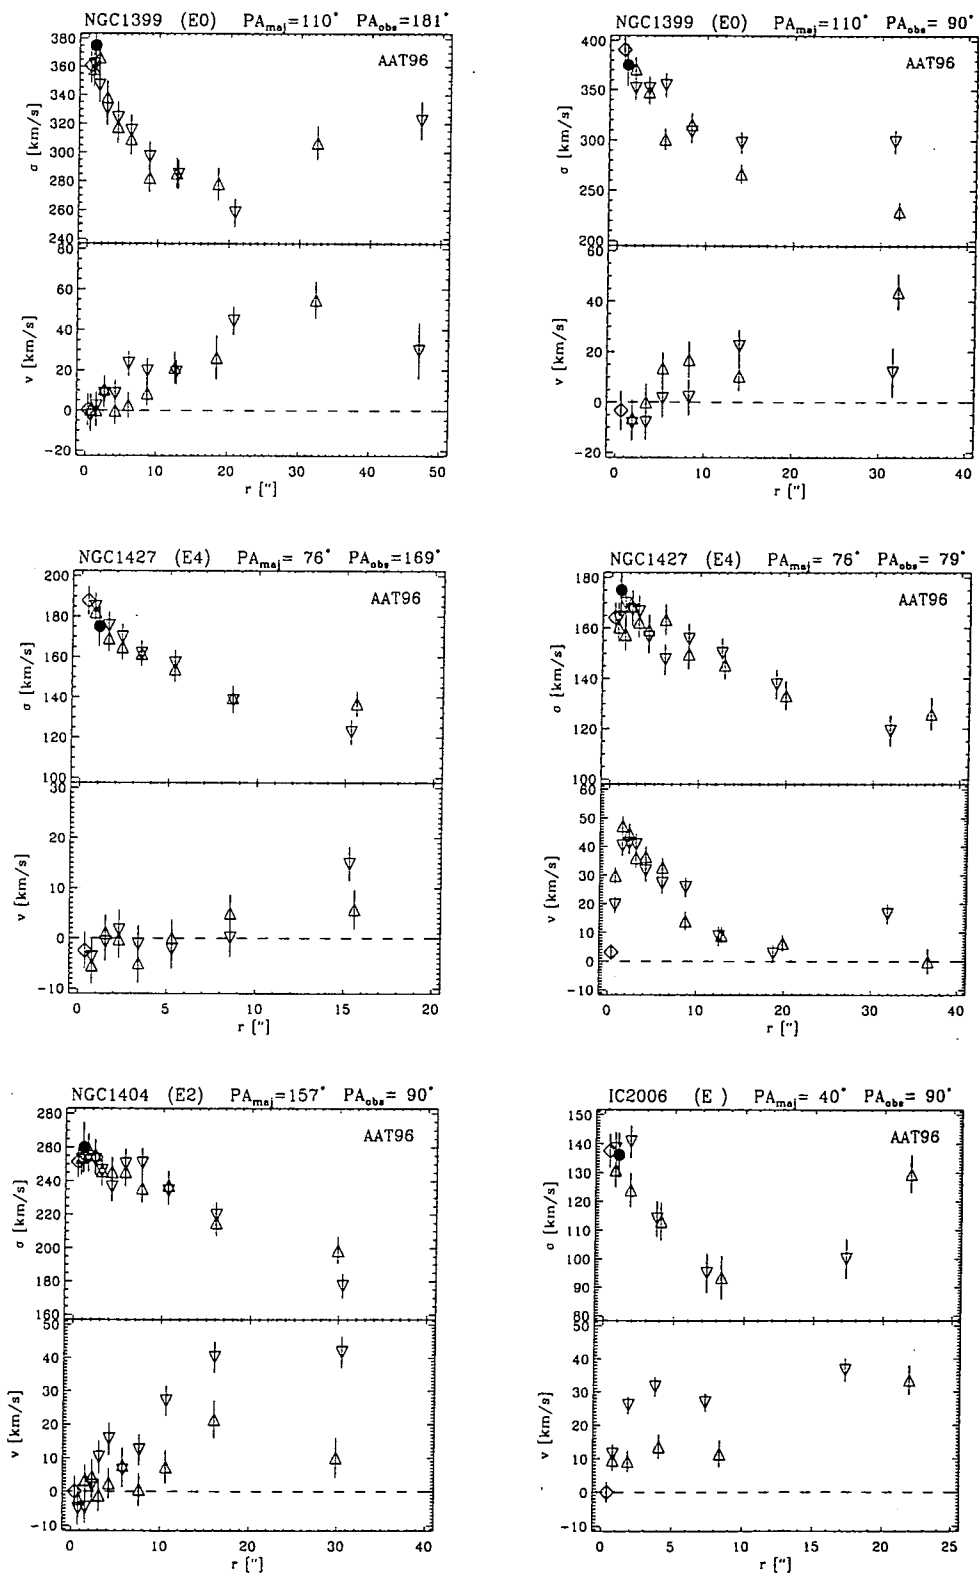 NGC1399 (E0) PA_maj=110° PA_obs=181°
AAT96
σ [km/s]
380
360
340
320
300
280
260
240
v [km/s]
80
60
40
20
0
-20
0 10 20 30 40 50
r ["]
NGC1399 (E0) PA_maj=110° PA_obs= 90°
AAT96
σ [km/s]
400
350
300
250
200
v [km/s]
60
40
20
0
-20
0 10 20 30 40
r ["]
NGC1427 (E4) PA_maj= 76° PA_obs=169°
AAT96
σ [km/s]
200
180
160
140
120
100
v [km/s]
30
20
10
0
-10
0 5 10 15 20
r ["]
NGC1427 (E4) PA_maj= 76° PA_obs= 79°
AAT96
σ [km/s]
180
160
140
120
100
v [km/s]
60
50
40
30
20
10
0
-10
0 10 20 30 40
r ["]
NGC1404 (E2) PA_maj=157° PA_obs= 90°
AAT96
σ [km/s]
280
260
240
220
200
180
160
v [km/s]
50
40
30
20
10
0
-10
0 10 20 30 40
r ["]
IC2006 (E ) PA_maj= 40° PA_obs= 90°
AAT96
σ [km/s]
150
140
130
120
110
100
90
80
v [km/s]
50
40
30
20
10
0
-10
0 5 10 15 20 25
r ["]